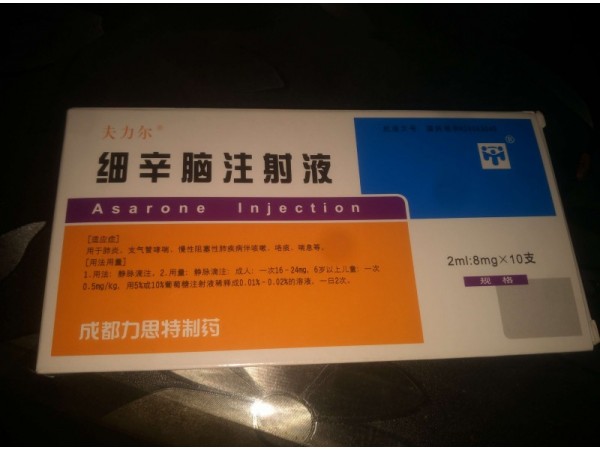 夫力尔®
细辛脑注射液
®
Asarone Injection
[适应症]
用于肺炎、支气管哮喘、慢性阻塞性肺疾病伴咳嗽、咯痰、喘息等。
[用法用量]
1.用法:静脉滴注。2.用量:静脉滴注:成人:一次16-24mg,6岁以上儿童:一次
0.5mg/kg,用5%或10%葡萄糖注射液稀释成0.01%-0.02%的溶液,一日2次。
2ml:8mg×10支
规格
成都力思特制药